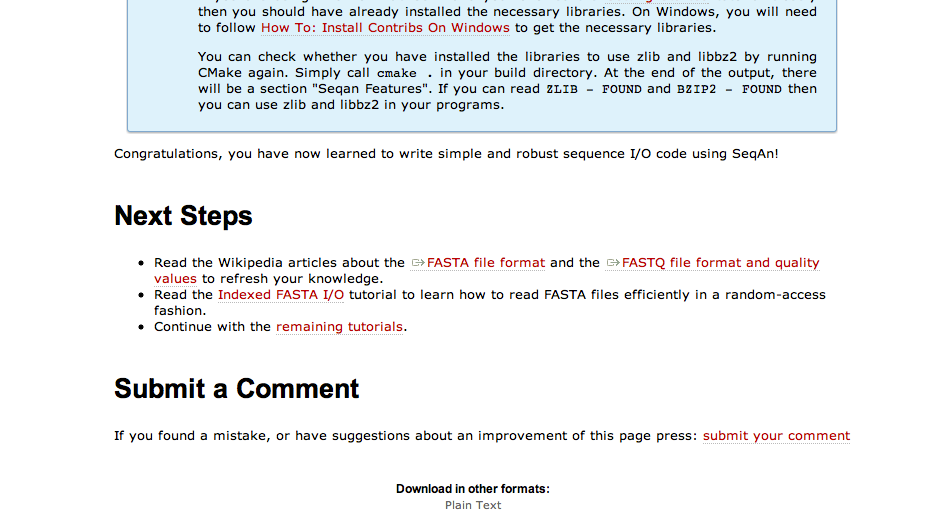 then you should have already installed the necessary libraries. On Windows, you will need
to follow How To: Install Contribs On Windows to get the necessary libraries.
You can check whether you have installed the libraries to use zlib and libbz2 by running
CMake again. Simply call cmake . in your build directory. At the end of the output, there
will be a section "Seqan Features". If you can read ZLIB - FOUND and BZIP2 - FOUND then
you can use zlib and libbz2 in your programs.
Congratulations, you have now learned to write simple and robust sequence I/O code using SeqAn!
Next Steps
• Read the Wikipedia articles about the FASTA file format and the FASTQ file format and quality
values to refresh your knowledge.
• Read the Indexed FASTA I/O tutorial to learn how to read FASTA files efficiently in a random-access
fashion.
• Continue with the remaining tutorials.
Submit a Comment
If you found a mistake, or have suggestions about an improvement of this page press: submit your comment
Download in other formats:
Plain Text